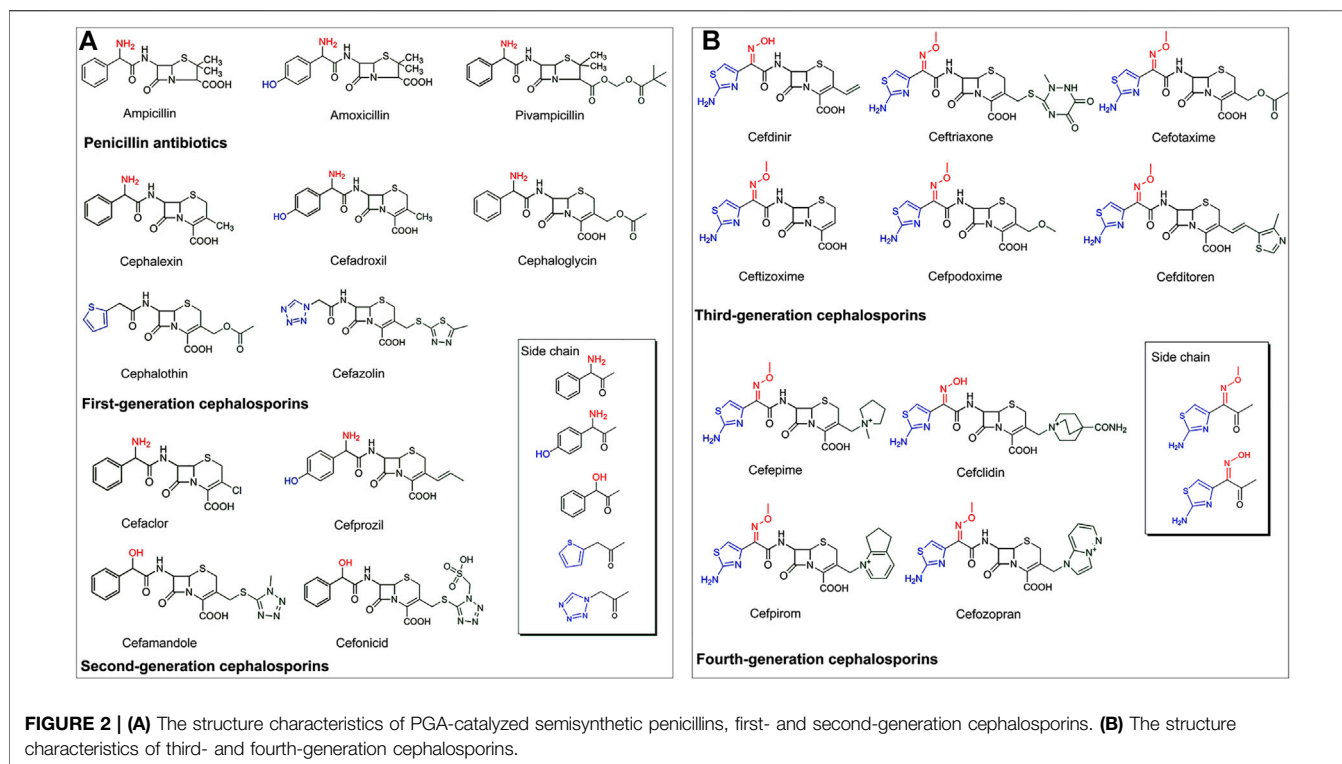 A
Ampicillin
Amoxicillin
Pivampicillin
Penicillin antibiotics
Cephalexin
Cefadroxil
Cephaloglycin
Cephalothin
Cefazolin
First-generation cephalosporins
Cefaclor
Cefprozil
Cefamandole
Cefonicid
Second-generation cephalosporins
Side chain
B
Cefdinir
Ceftriaxone
Cefotaxime
Ceftizoxime
Cefpodoxime
Cefditoren
Third-generation cephalosporins
Cefepime
Cefclidin
Cefpirom
Cefozopran
Fourth-generation cephalosporins
Side chain
FIGURE 2 | (A) The structure characteristics of PGA-catalyzed semisynthetic penicillins, first- and second-generation cephalosporins. (B) The structure
characteristics of third- and fourth-generation cephalosporins.